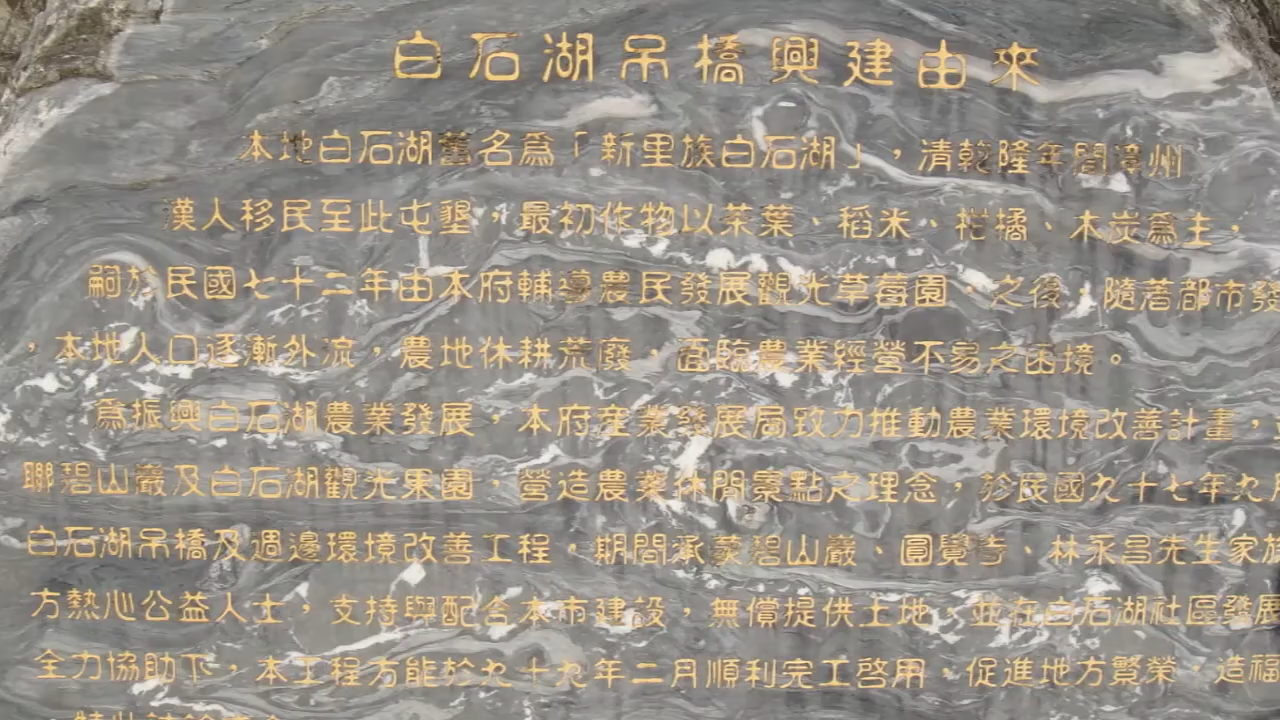 白石湖吊橋興建由來
本地白石湖舊名爲「新里族白石湖」，清乾隆年間漳州
漢人移民至此屯墾，最初作物以茶葉、稻米、柑橘、木炭爲主，
嗣於民國七十二年由本府輔導農民發展觀光草莓園，之後，隨著都市發
，本地人口逐漸外流，農地休耕荒廢，面臨農業經營不易之困境。
爲振興白石湖農業發展，本府產業發展局致力推動農業環境改善計畫，
聯碧山巖及白石湖觀光果園，營造農業休閒景點之理念，於民國九十七年九月
白石湖吊橋及週邊環境改善工程。期間承蒙碧山巖、圓覺寺、林永昌先生家族
方熱心公益人士，支持與配合本市建設，無償提供土地，並在白石湖社區發展
全力協助下，本工程方能於九十九年二月順利完工啓用，促進地方繁榮，造福